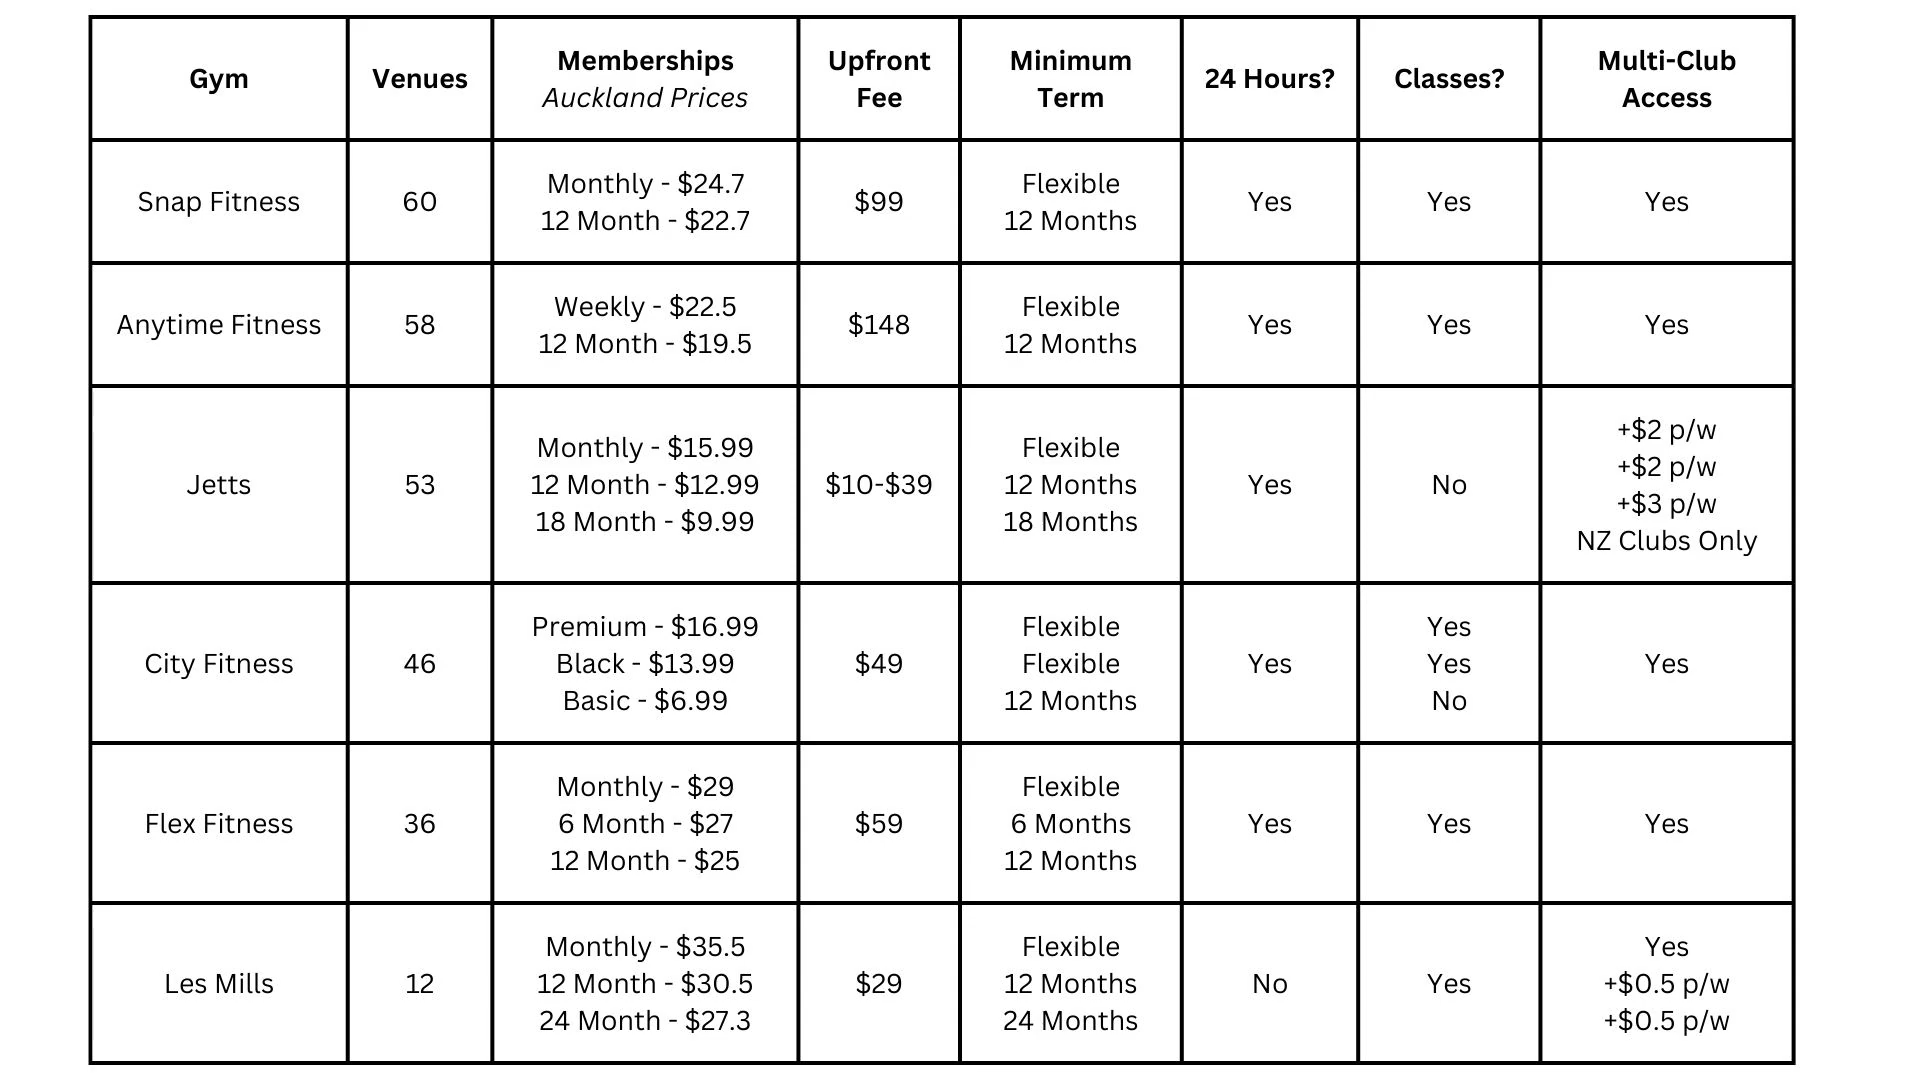 Gym
Venues
Memberships
Auckland Prices
Upfront
Fee
Minimum
Term
24 Hours?
Classes?
Multi-Club
Access
Snap Fitness
60
Monthly - $24.7
12 Month - $22.7
$99
Flexible
12 Months
Yes
Yes
Yes
Anytime Fitness
58
Weekly - $22.5
12 Month - $19.5
$148
Flexible
12 Months
Yes
Yes
Yes
Jetts
53
Monthly - $15.99
12 Month - $12.99
18 Month - $9.99
$10-$39
Flexible
12 Months
18 Months
Yes
No
+$2 p/w
+$2 p/w
+$3 p/w
NZ Clubs Only
City Fitness
46
Premium - $16.99
Black - $13.99
Basic - $6.99
$49
Flexible
Flexible
12 Months
Yes
Yes
Yes
No
Yes
Flex Fitness
36
Monthly - $29
6 Month - $27
12 Month - $25
$59
Flexible
6 Months
12 Months
Yes
Yes
Yes
Les Mills
12
Monthly - $35.5
12 Month - $30.5
24 Month - $27.3
$29
Flexible
12 Months
24 Months
No
Yes
Yes
+$0.5 p/w
+$0.5 p/w